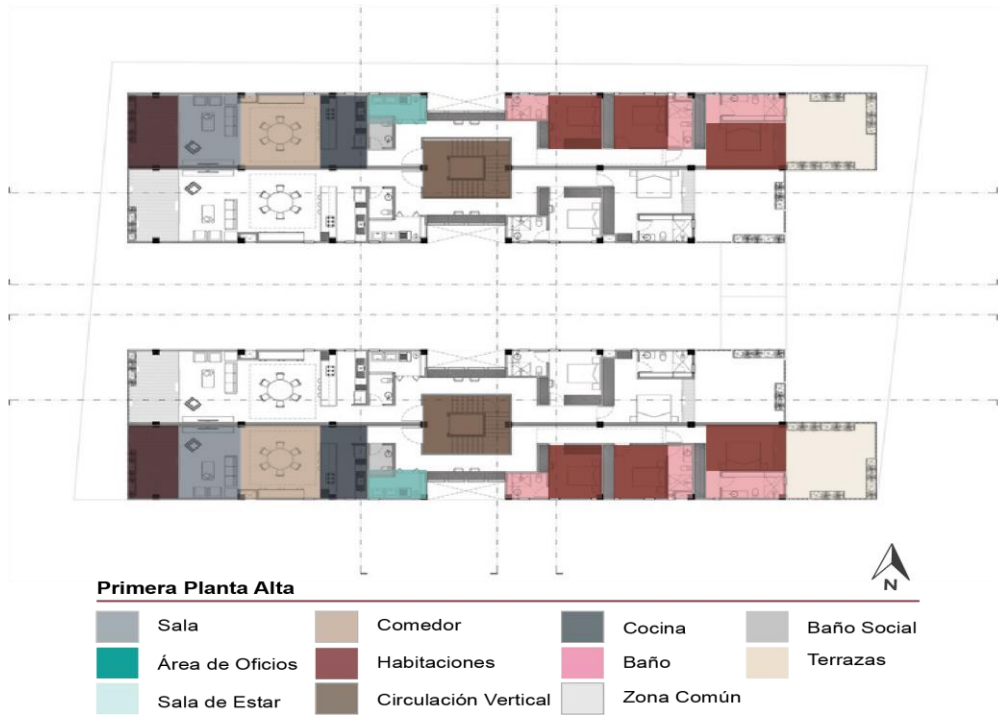 N
Primera Planta Alta
Sala
Comedor
Cocina
Baño Social
Área de Oficios
Habitaciones
Baño
Terrazas
Sala de Estar
Circulación Vertical
Zona Común